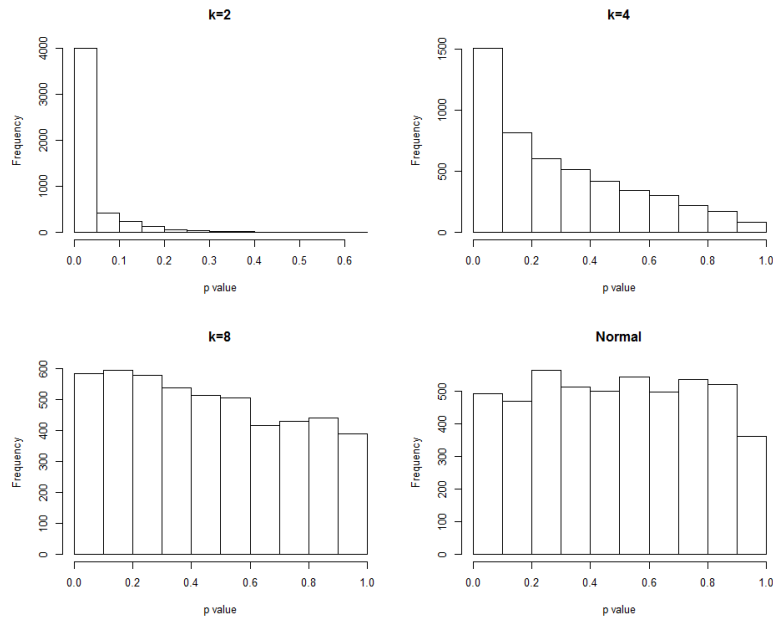 k=2
Frequency
0 1000 2000 3000 4000
0.0 0.1 0.2 0.3 0.4 0.5 0.6
p value
k=4
Frequency
0 500 1000 1500
0.0 0.2 0.4 0.6 0.8 1.0
p value
k=8
Frequency
0 100 200 300 400 500 600
0.0 0.2 0.4 0.6 0.8 1.0
p value
Normal
Frequency
0 100 200 300 400 500
0.0 0.2 0.4 0.6 0.8 1.0
p value